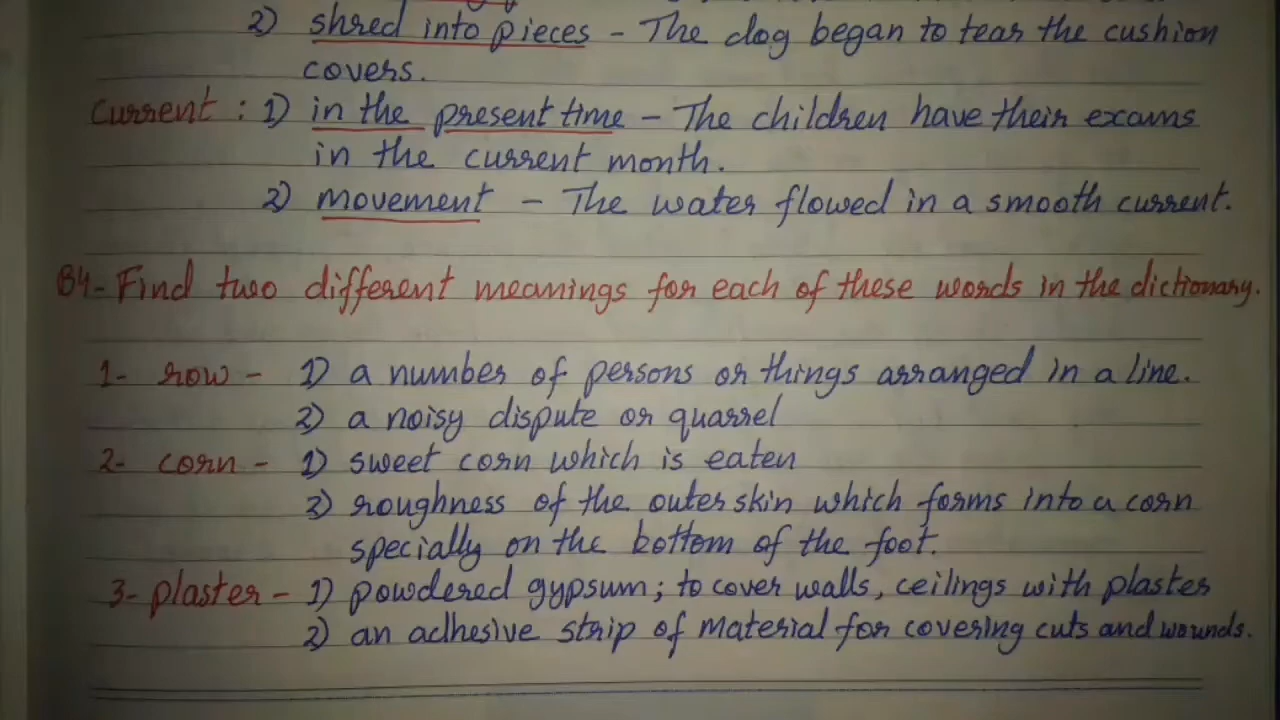 2) shred into pieces - The dog began to tear the cushion
covers.
Current : 1) in the present time - The children have their exams
in the current month.
2) movement - The water flowed in a smooth current.
B4- Find two different meanings for each of these words in the dictionary.
1- row - 1) a number of persons or things arranged in a line.
2) a noisy dispute or quarrel
2- corn - 1) sweet corn which is eaten
2) roughness of the outer skin which forms into a corn
specially on the bottom of the foot.
3- plaster - 1) powdered gypsum; to cover walls, ceilings with plaster
2) an adhesive strip of material for covering cuts and wounds.